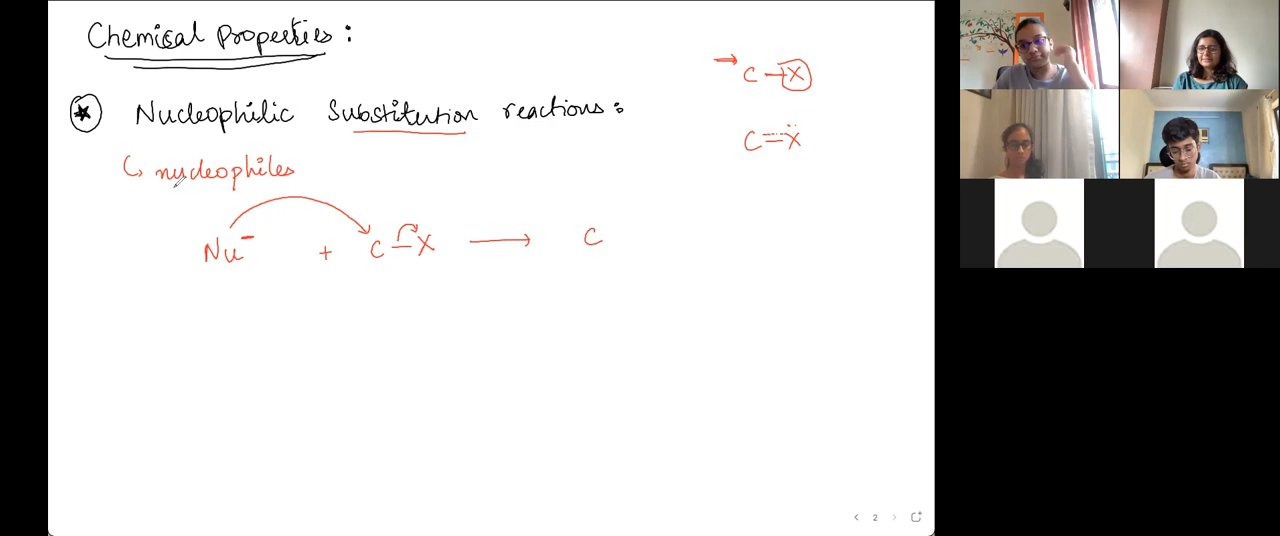 Chemical Properties :
C – X
★ Nucleophilic Substitution reactions :
C = X
↳ nucleophiles
Nu⁻ + C – X ⟶ C
< 2 >